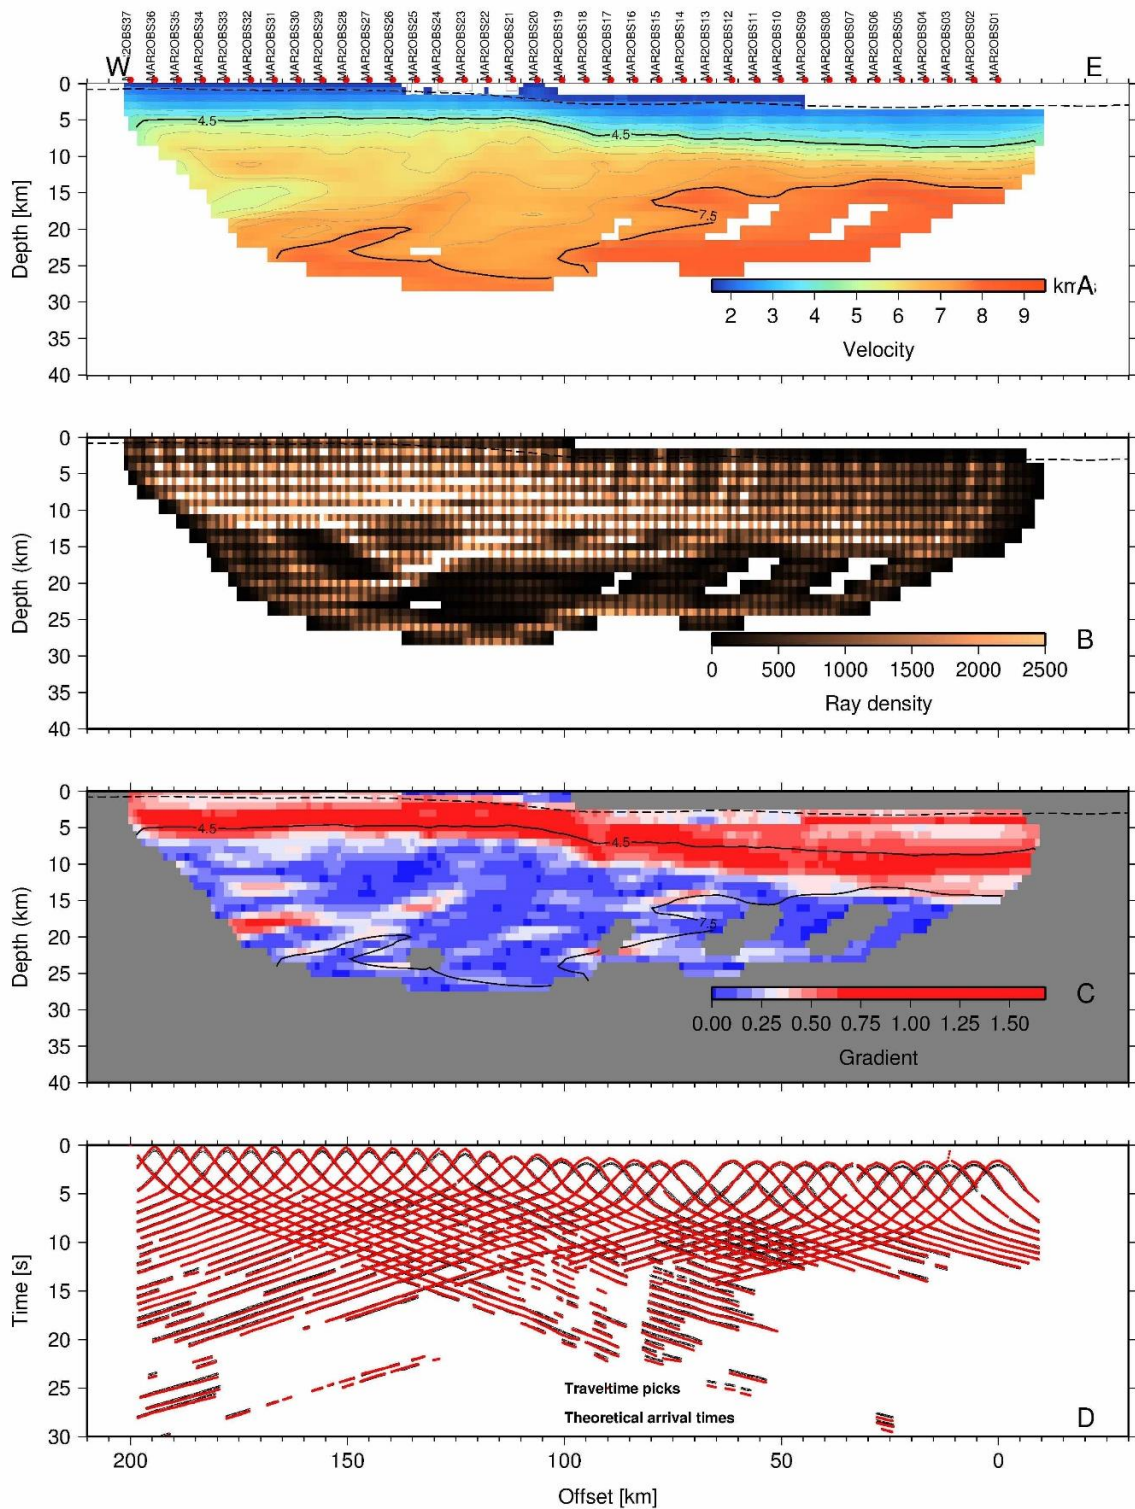 MAR2OBS37 MAR2OBS36 MAR2OBS35 MAR2OBS34 MAR2OBS33 MAR2OBS32 MAR2OBS31 MAR2OBS30 MAR2OBS29 MAR2OBS28 MAR2OBS27 MAR2OBS26 MAR2OBS25 MAR2OBS24 MAR2OBS23 MAR2OBS22 MAR2OBS21 MAR2OBS20 MAR2OBS19 MAR2OBS18 MAR2OBS17 MAR2OBS16 MAR2OBS15 MAR2OBS14 MAR2OBS13 MAR2OBS12 MAR2OBS11 MAR2OBS10 MAR2OBS09 MAR2OBS08 MAR2OBS07 MAR2OBS06 MAR2OBS05 MAR2OBS04 MAR2OBS03 MAR2OBS02 MAR2OBS01
W E
0
5
10
15
20
25
30
35
40
Depth [km]
4.5 4.5
7.5
A
2 3 4 5 6 7 8 9
Velocity
0
5
10
15
20
25
30
35
40
Depth (km)
B
0 500 1000 1500 2000 2500
Ray density
0
5
10
15
20
25
30
35
40
Depth (km)
4.5 4.5
7.5
C
0.00 0.25 0.50 0.75 1.00 1.25 1.50
Gradient
0
5
10
15
20
25
30
Time [s]
Traveltime picks
Theoretical arrival times
D
200 150 100 50 0
Offset [km]